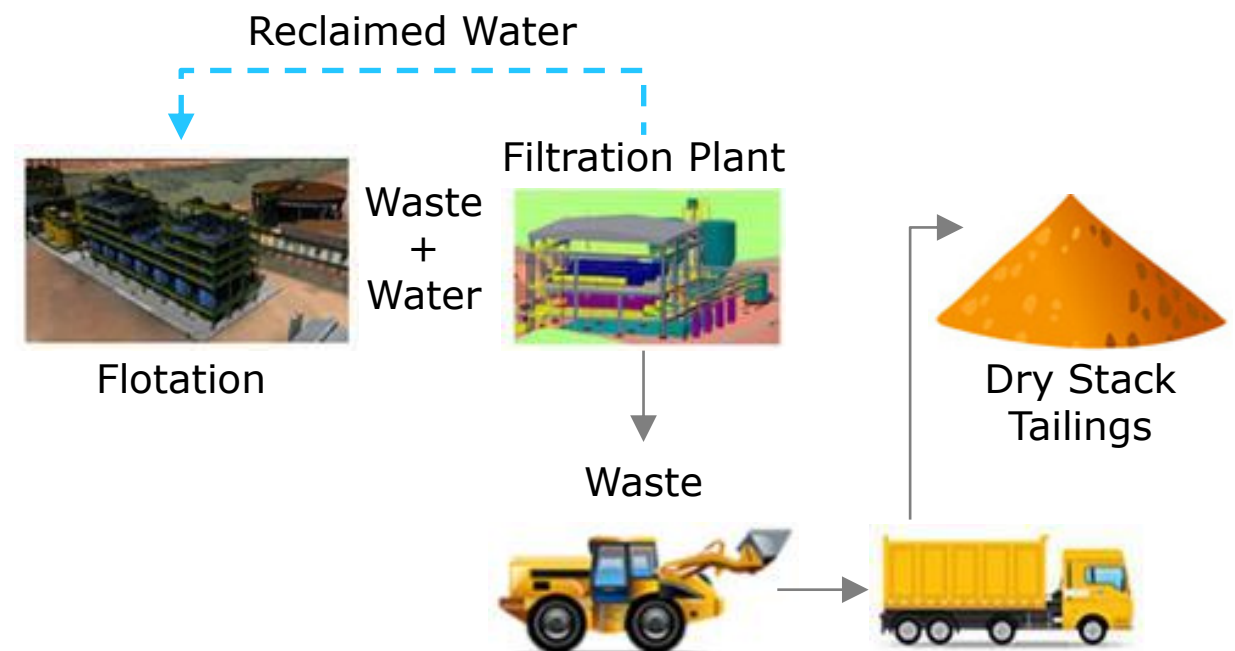 Reclaimed Water
Filtration Plant
Waste
+
Water
Flotation
Dry Stack
Tailings
Waste